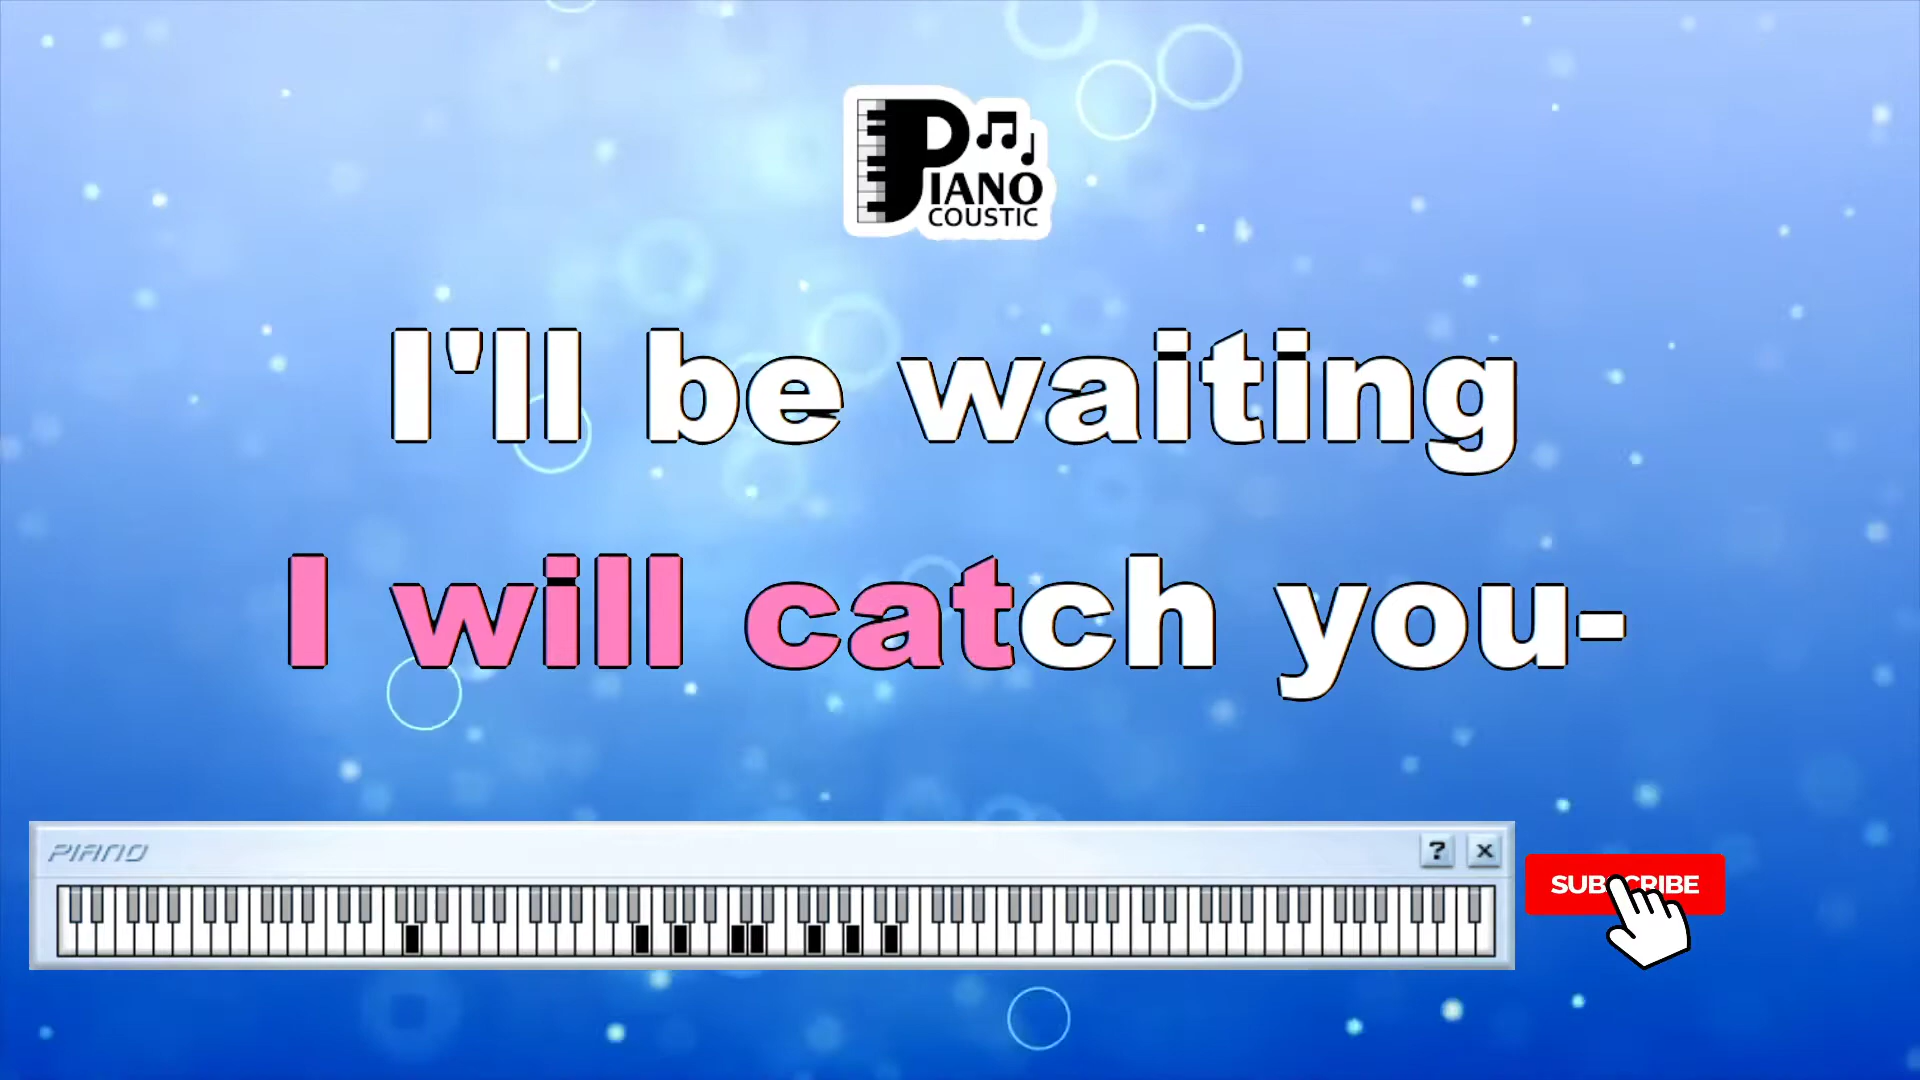 PIANO
COUSTIC
I'll be waiting
I will catch you-
PIANO
? x
SUBSCRIBE